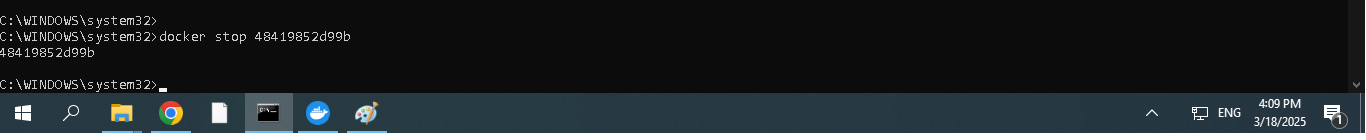 C:\WINDOWS\system32>
C:\WINDOWS\system32>docker stop 48419852d99b
48419852d99b
C:\WINDOWS\system32>
C:\_
ENG
4:09 PM
3/18/2025
1